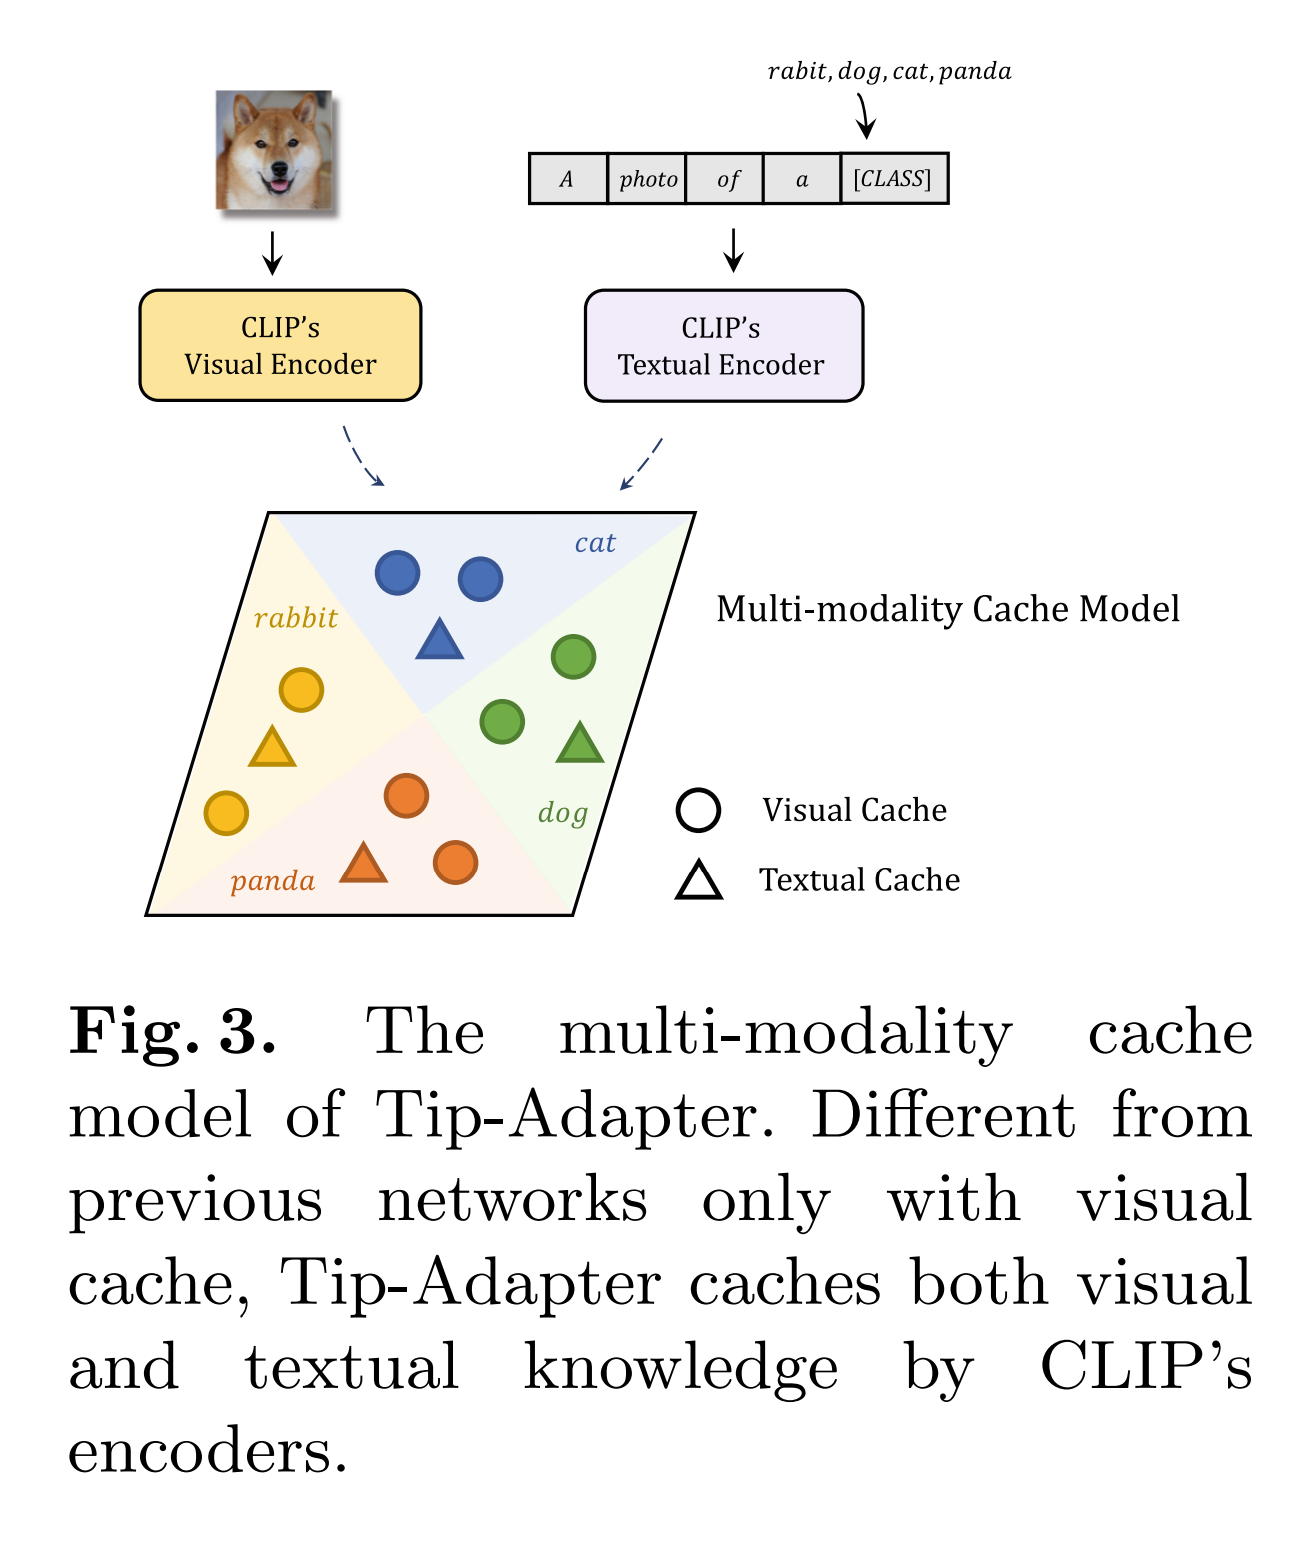 rabit, dog, cat, panda
A photo of a [CLASS]
CLIP's
Visual Encoder
CLIP's
Textual Encoder
cat
rabbit
Multi-modality Cache Model
dog
panda
Visual Cache
Textual Cache
Fig. 3. The multi-modality cache
model of Tip-Adapter. Different from
previous networks only with visual
cache, Tip-Adapter caches both visual
and textual knowledge by CLIP's
encoders.